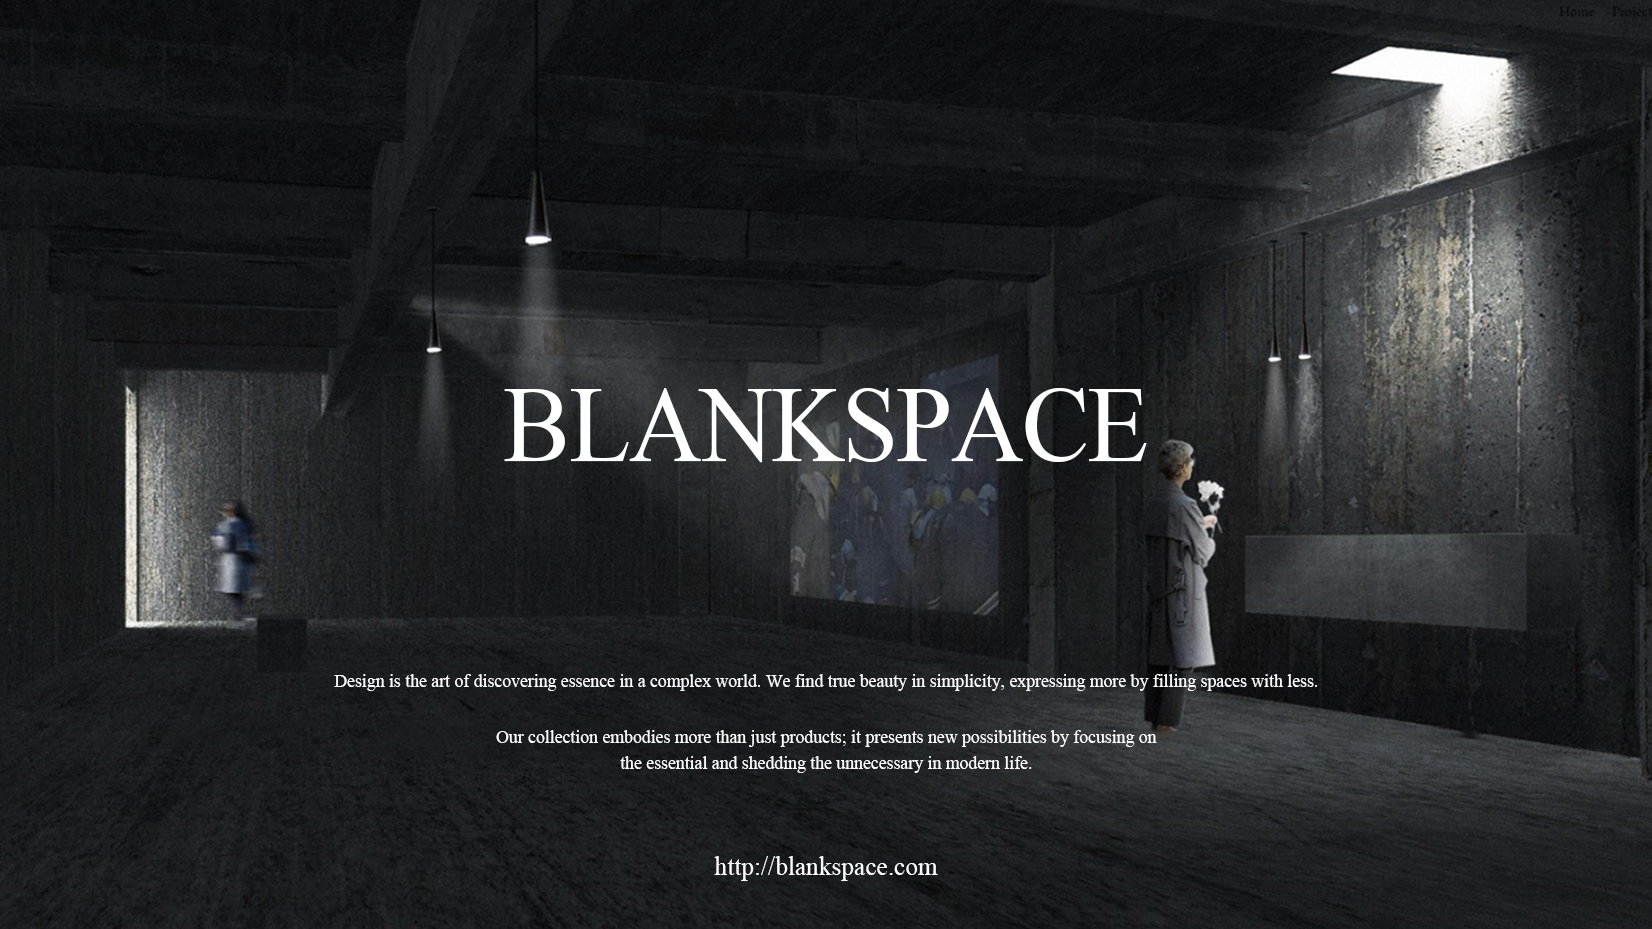 Home
BLANKSPACE
Design is the art of discovering essence in a complex world. We find true beauty in simplicity, expressing more by filling spaces with less.
Our collection embodies more than just products; it presents new possibilities by focusing on
the essential and shedding the unnecessary in modern life.
http://blankspace.com